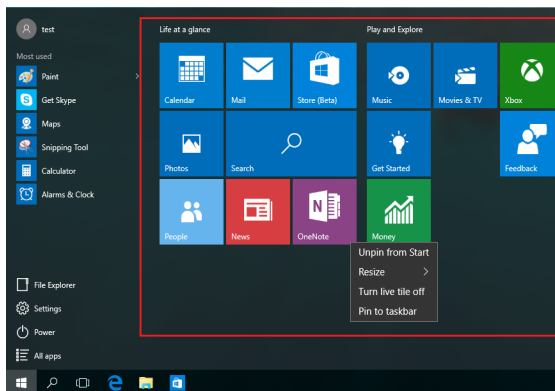 test
Most used
Paint
Get Skype
Maps
Snipping Tool
Calculator
Alarms & Clock
File Explorer
Settings
Power
All apps
Life at a glance
Calendar
Mail
Store (Beta)
Photos
Search
People
News
N
OneNote
Play and Explore
Music
Movies & TV
Xbox
Get Started
Feedback
Money
Unpin from Start
Resize
Turn live tile off
Pin to taskbar